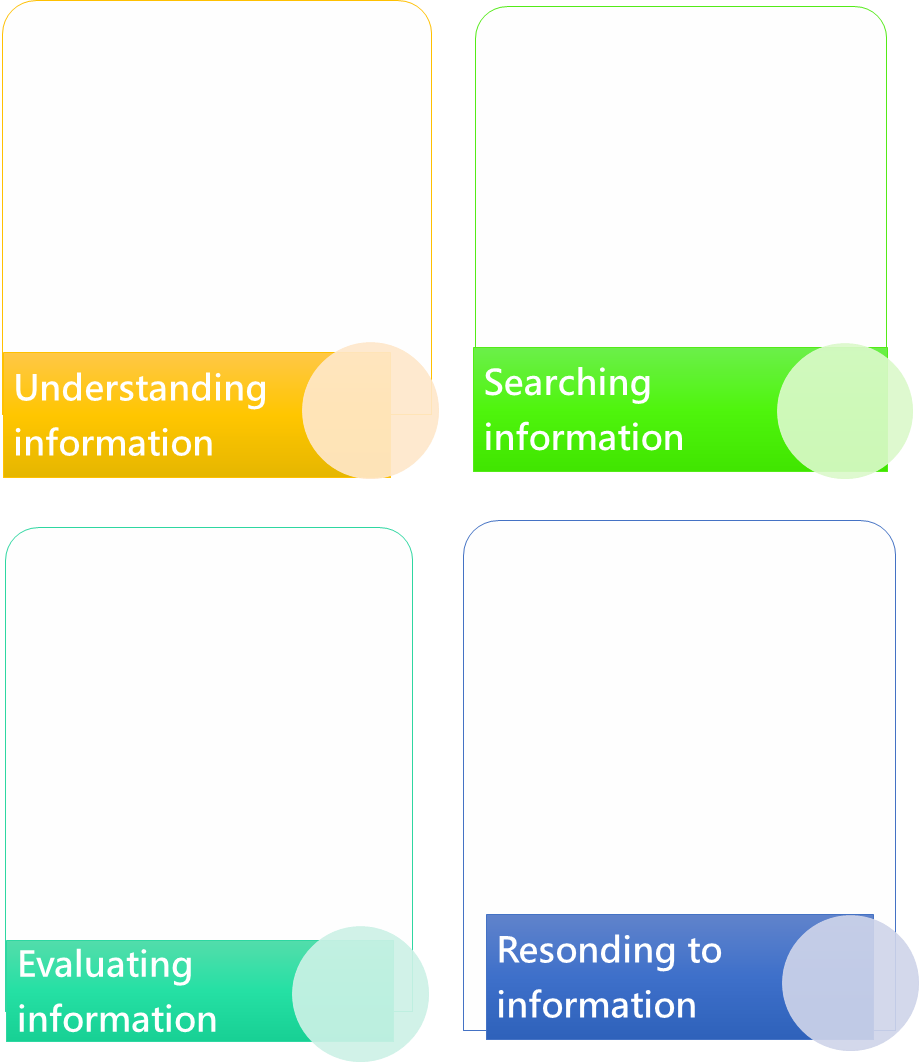 Understanding
information
Searching
information
Evaluating
information
Resonding to
information